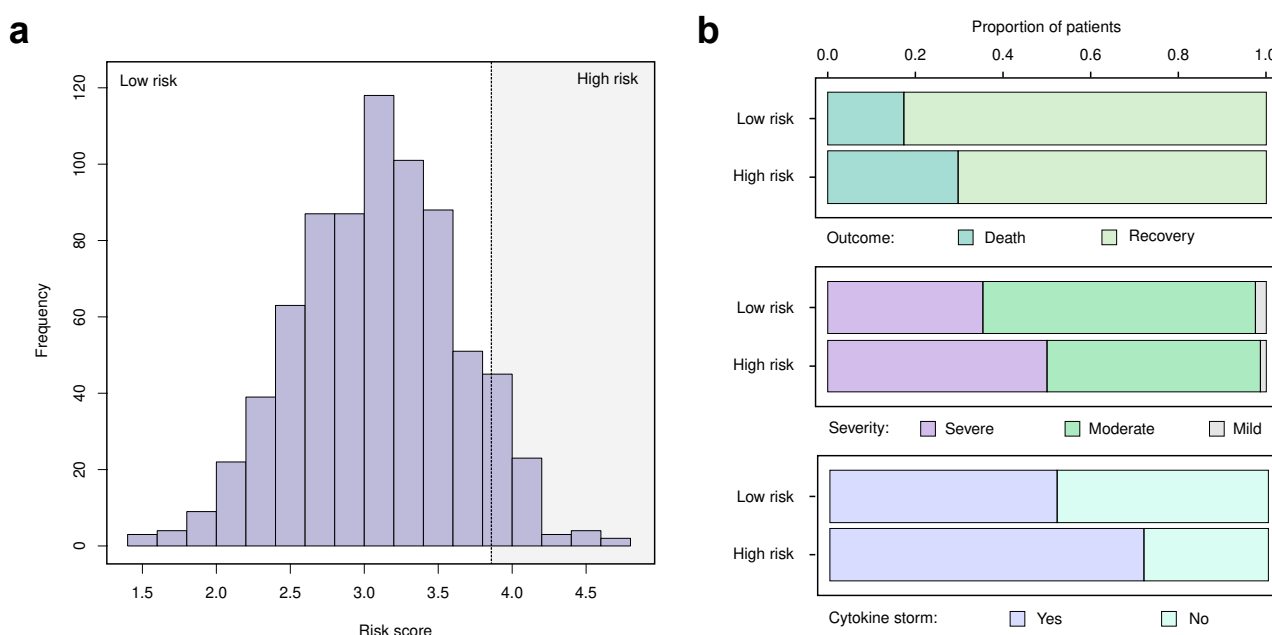 a
Low risk
High risk
120
100
80
60
40
20
0
Frequency
1.5 2.0 2.5 3.0 3.5 4.0 4.5
Risk score
b
Proportion of patients
0.0 0.2 0.4 0.6 0.8 1.0
Low risk
High risk
Outcome: Death Recovery
Low risk
High risk
Severity: Severe Moderate Mild
Low risk
High risk
Cytokine storm: Yes No